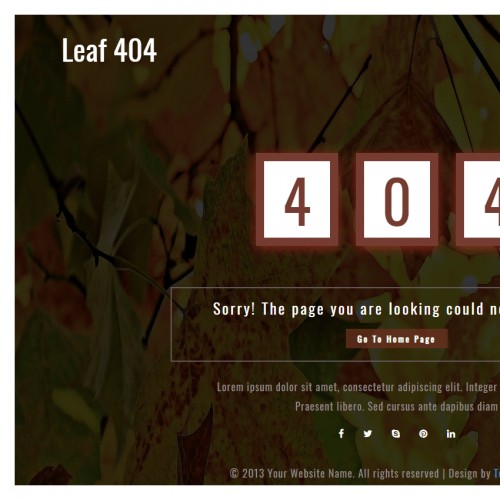 Leaf 404
4 0 4
Sorry! The page you are looking could n
Go To Home Page
Lorem ipsum dolor sit amet, consectetur adipiscing elit. Integer
Praesent libero. Sed cursus ante dapibus diam
© 2013 Your Website Name. All rights reserved | Design by T